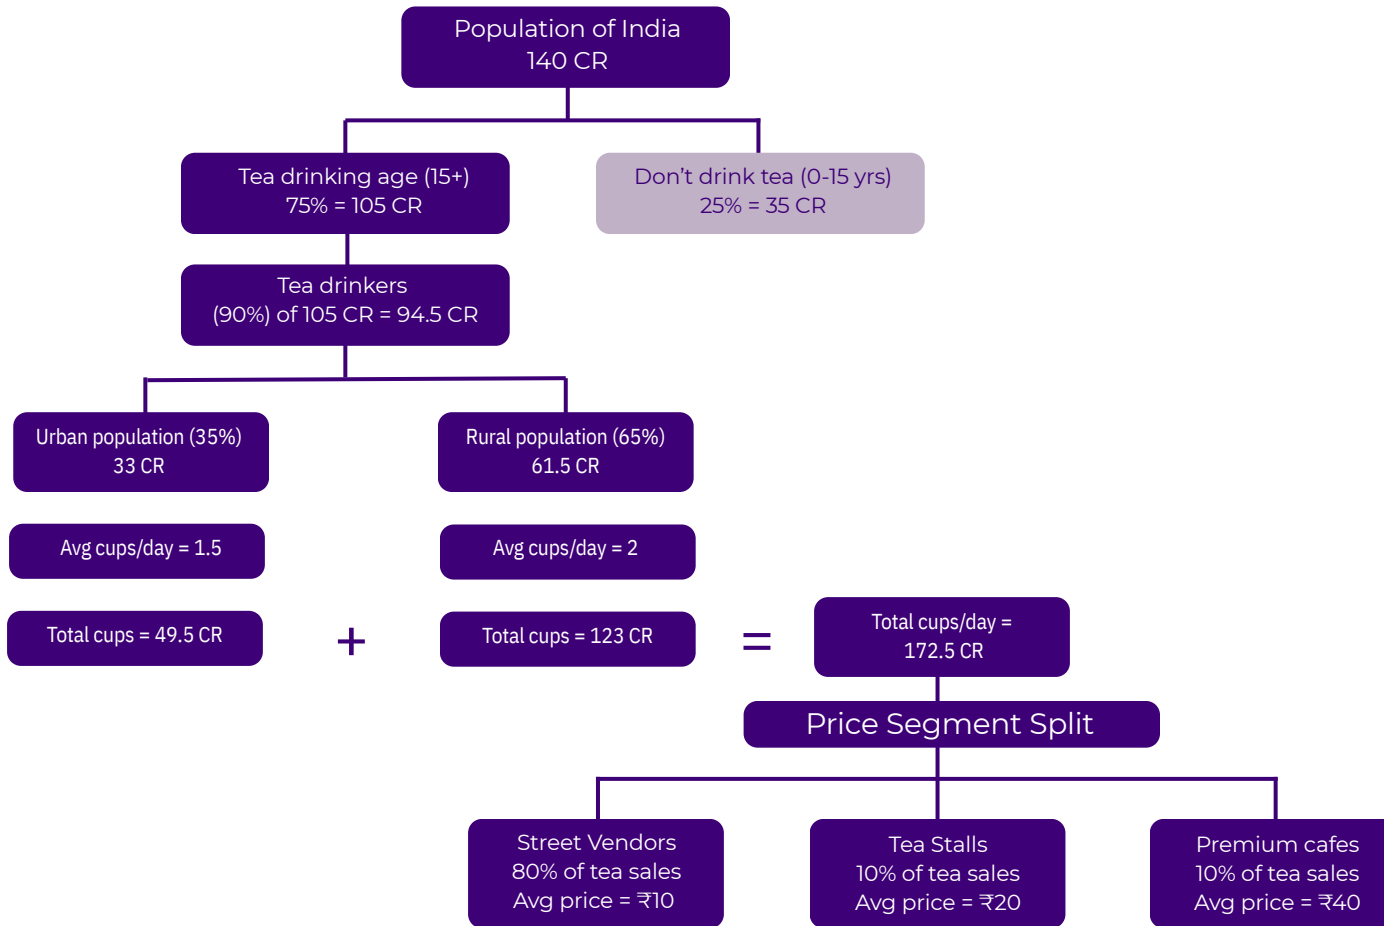 Population of India
140 CR
Tea drinking age (15+)
75% = 105 CR
Don’t drink tea (0-15 yrs)
25% = 35 CR
Tea drinkers
(90%) of 105 CR = 94.5 CR
Urban population (35%)
33 CR
Rural population (65%)
61.5 CR
Avg cups/day = 1.5
Avg cups/day = 2
Total cups = 49.5 CR
+
Total cups = 123 CR
=
Total cups/day =
172.5 CR
Price Segment Split
Street Vendors
80% of tea sales
Avg price = ₹10
Tea Stalls
10% of tea sales
Avg price = ₹20
Premium cafes
10% of tea sales
Avg price = ₹40